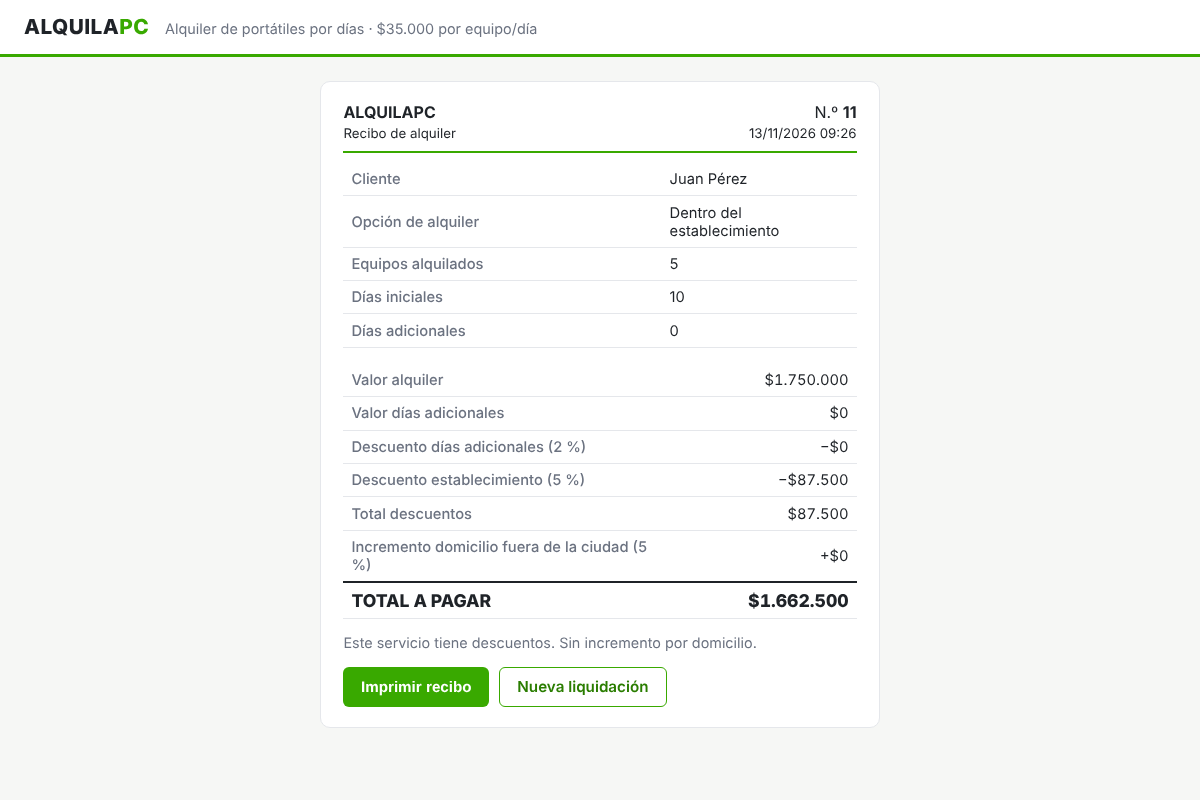 ALQUILAPC Alquiler de portátiles por días · $35.000 por equipo/día
ALQUILAPC N.º 11
Recibo de alquiler 13/11/2026 09:26
Cliente Juan Pérez
Opción de alquiler Dentro del
establecimiento
Equipos alquilados 5
Días iniciales 10
Días adicionales 0
Valor alquiler $1.750.000
Valor días adicionales $0
Descuento días adicionales (2 %) −$0
Descuento establecimiento (5 %) −$87.500
Total descuentos $87.500
Incremento domicilio fuera de la ciudad (5
%) +$0
TOTAL A PAGAR $1.662.500
Este servicio tiene descuentos. Sin incremento por domicilio.
Imprimir recibo Nueva liquidación